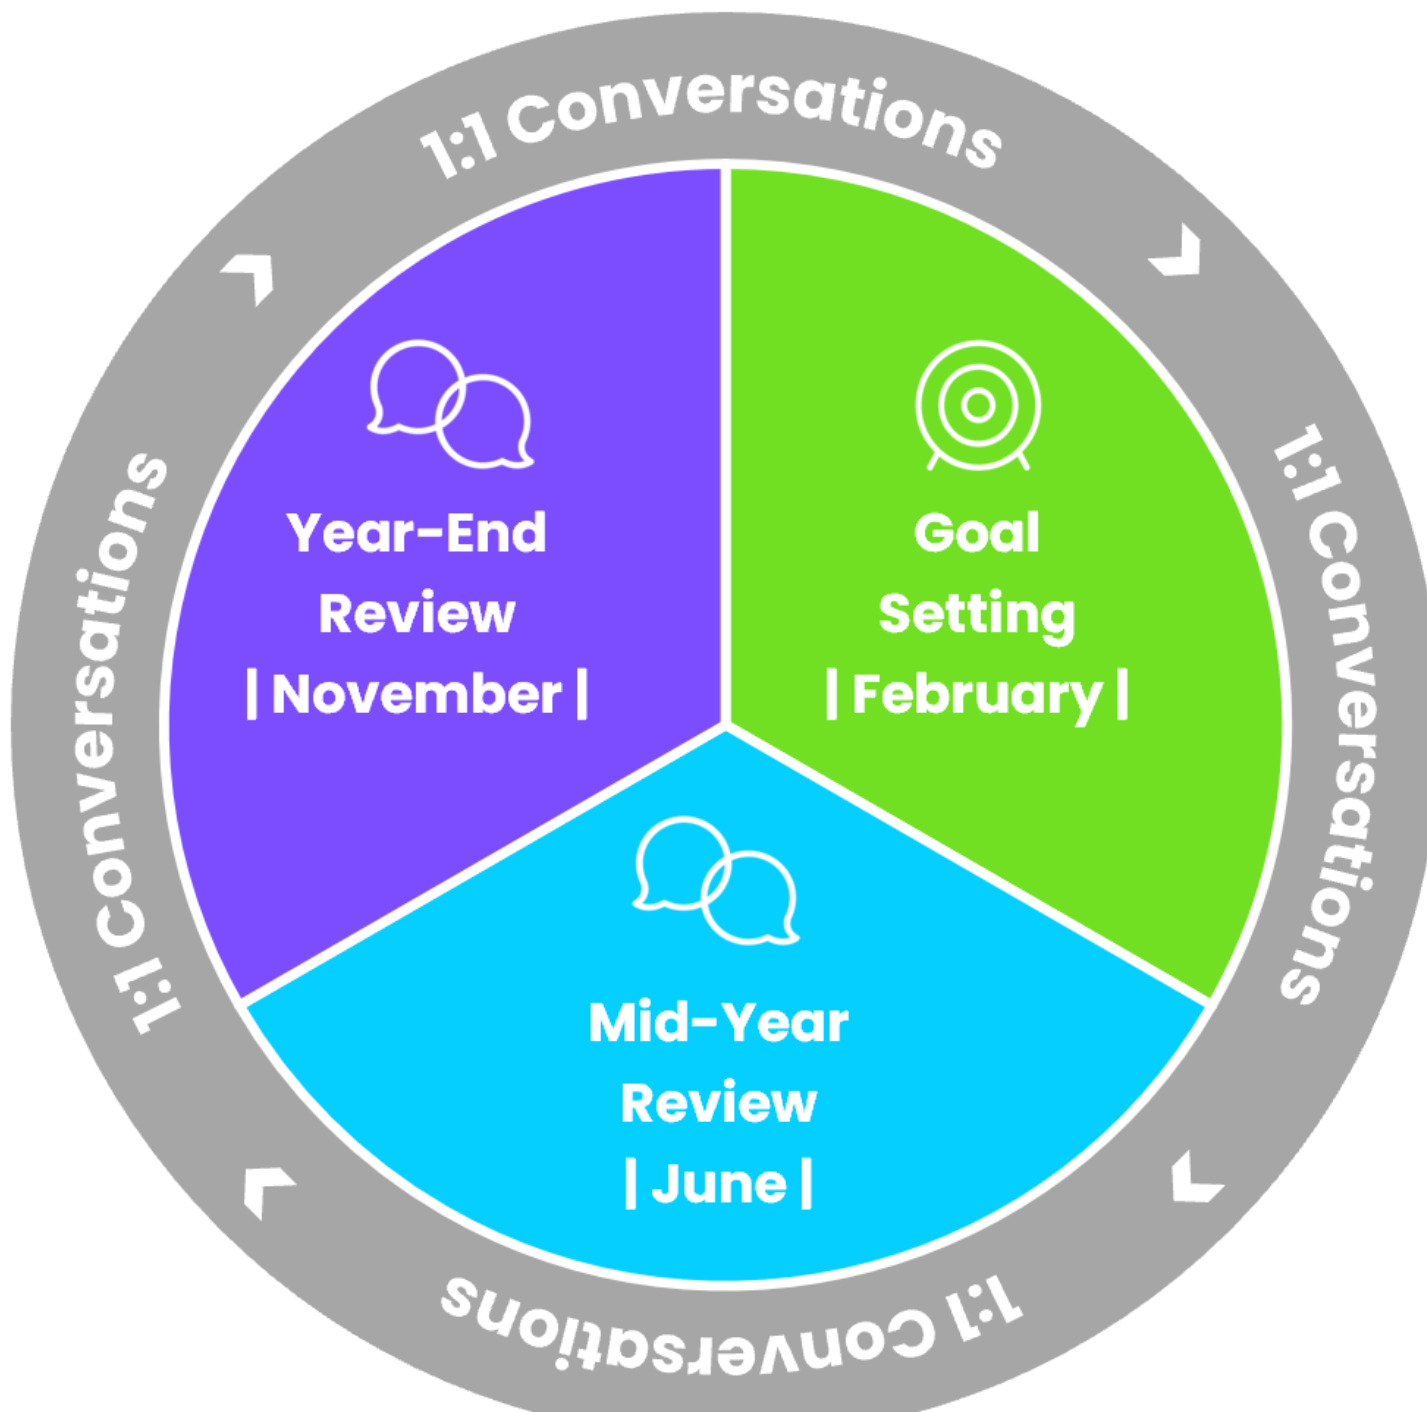 1:1 Conversations
1:1 Conversations
1:1 Conversations
1:1 Conversations
Year-End
Review
| November |
Goal
Setting
| February |
Mid-Year
Review
| June |